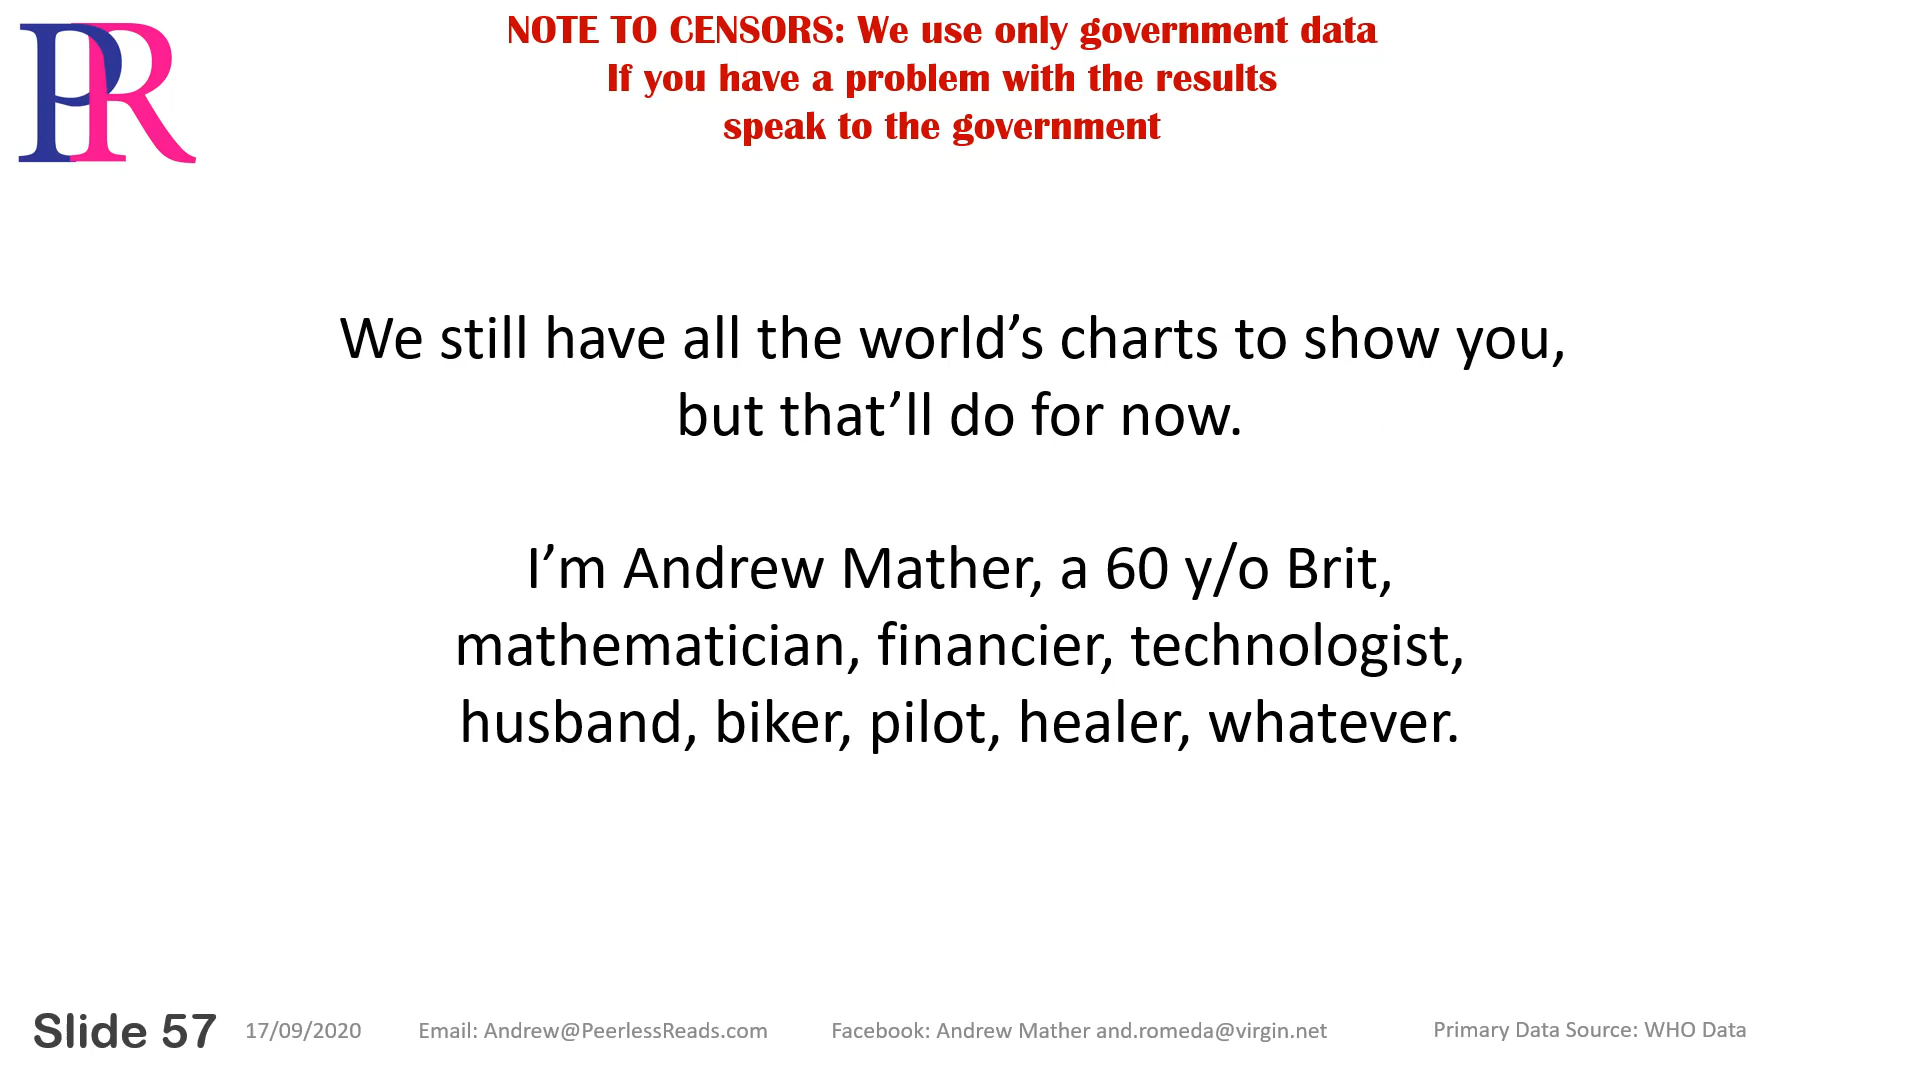 PR
NOTE TO CENSORS: We use only government data
If you have a problem with the results
speak to the government
We still have all the world’s charts to show you,
but that’ll do for now.
I’m Andrew Mather, a 60 y/o Brit,
mathematician, financier, technologist,
husband, biker, pilot, healer, whatever.
Slide 57 17/09/2020 Email: Andrew@PeerlessReads.com Facebook: Andrew Mather and.romeda@virgin.net Primary Data Source: WHO Data